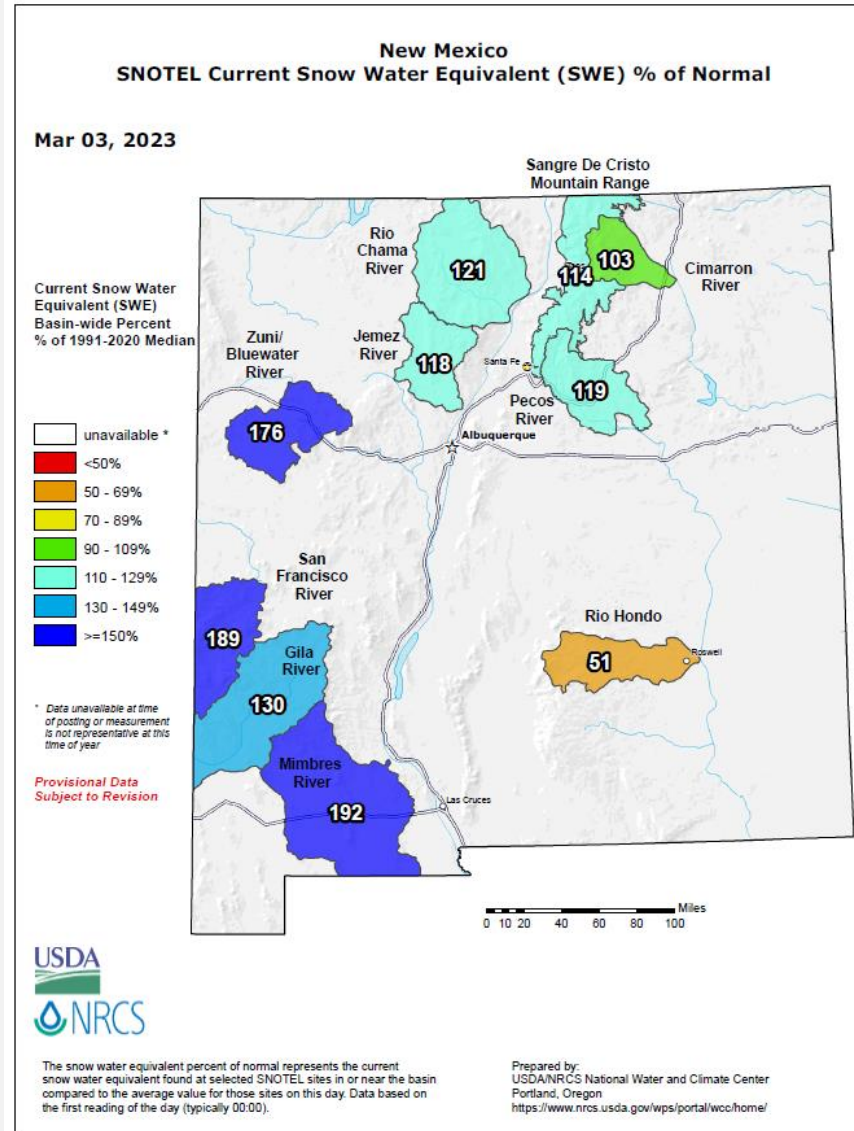 New Mexico
SNOTEL Current Snow Water Equivalent (SWE) % of Normal
Mar 03, 2023
Sangre De Cristo
Mountain Range
Rio
Chama
River
121
114
103
Cimarron
River
Current Snow Water
Equivalent (SWE)
Basin-wide Percent
% of 1991-2020 Median
Zuni/
Bluewater
River
Jemez
River
118
Santa Fe
Pecos
River
119
176
Albuquerque
unavailable *
<50%
50 - 69%
70 - 89%
90 - 109%
110 - 129%
130 - 149%
>=150%
San
Francisco
River
189
Gila
River
130
Rio Hondo
51
Roswell
* Data unavailable at time
of posting or measurement
is not representative at this
time of year
Provisional Data
Subject to Revision
Mimbres
River
192
Las Cruces
Miles
0 10 20 40 60 80 100
USDA
NRCS
The snow water equivalent percent of normal represents the current
snow water equivalent found at selected SNOTEL sites in or near the basin
compared to the average value for those sites on this day. Data based on
the first reading of the day (typically 00:00).
Prepared by:
USDA/NRCS National Water and Climate Center
Portland, Oregon
https://www.nrcs.usda.gov/wps/portal/wcc/home/